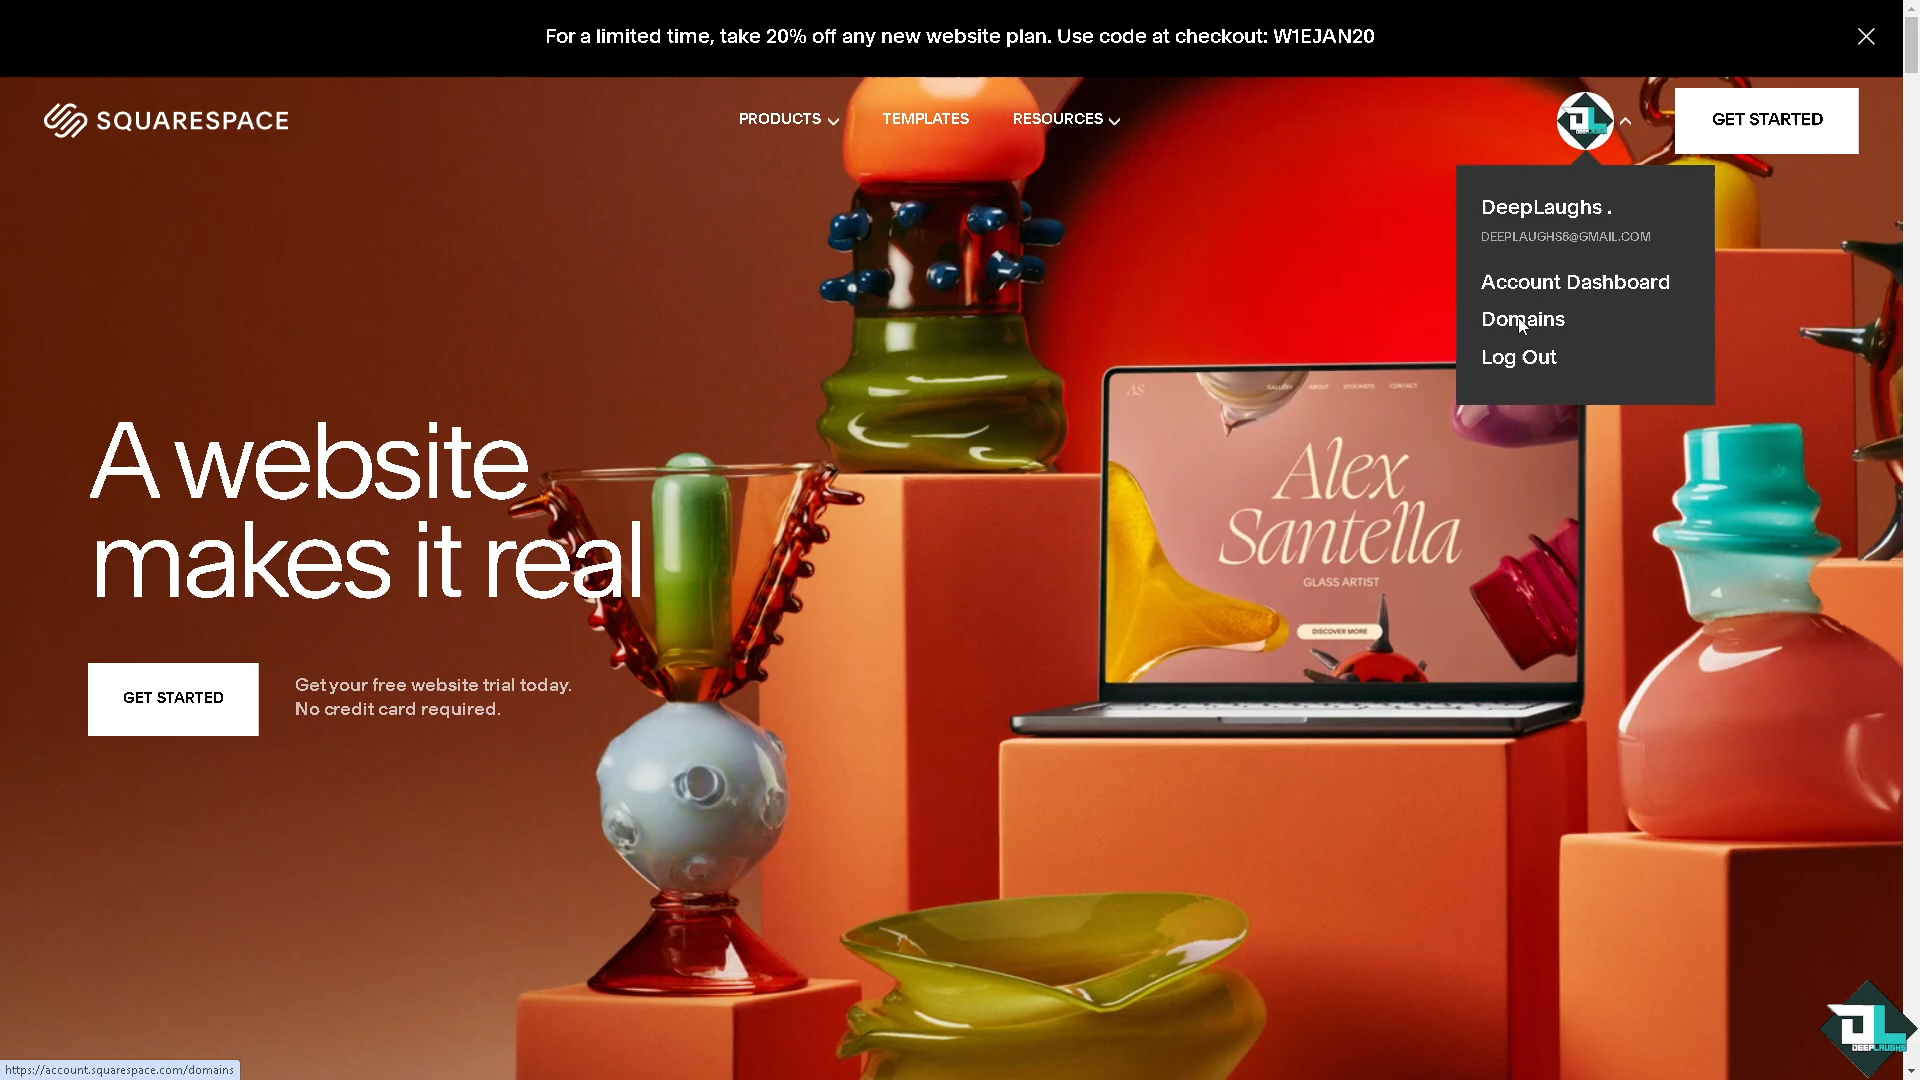 For a limited time, take 20% off any new website plan. Use code at checkout: W1EJAN20
SQUARESPACE
PRODUCTS
TEMPLATES
RESOURCES
GET STARTED
DeepLaughs .
DEEPLAUGHS6@GMAIL.COM
Account Dashboard
Domains
Log Out
AS
GALLERY ABOUT STOCKISTS CONTACT
Alex
Santella
GLASS ARTIST
DISCOVER MORE
A website
makes it real
GET STARTED
Get your free website trial today.
No credit card required.
DL
DEEPLAUGHS
https://account.squarespace.com/domains